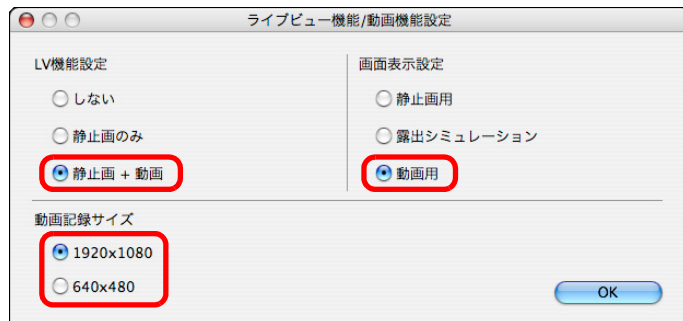 ライブビュー機能/動画機能設定
LV機能設定
しない
静止画のみ
静止画 + 動画
画面表示設定
静止画用
露出シミュレーション
動画用
動画記録サイズ
1920x1080
640x480
OK